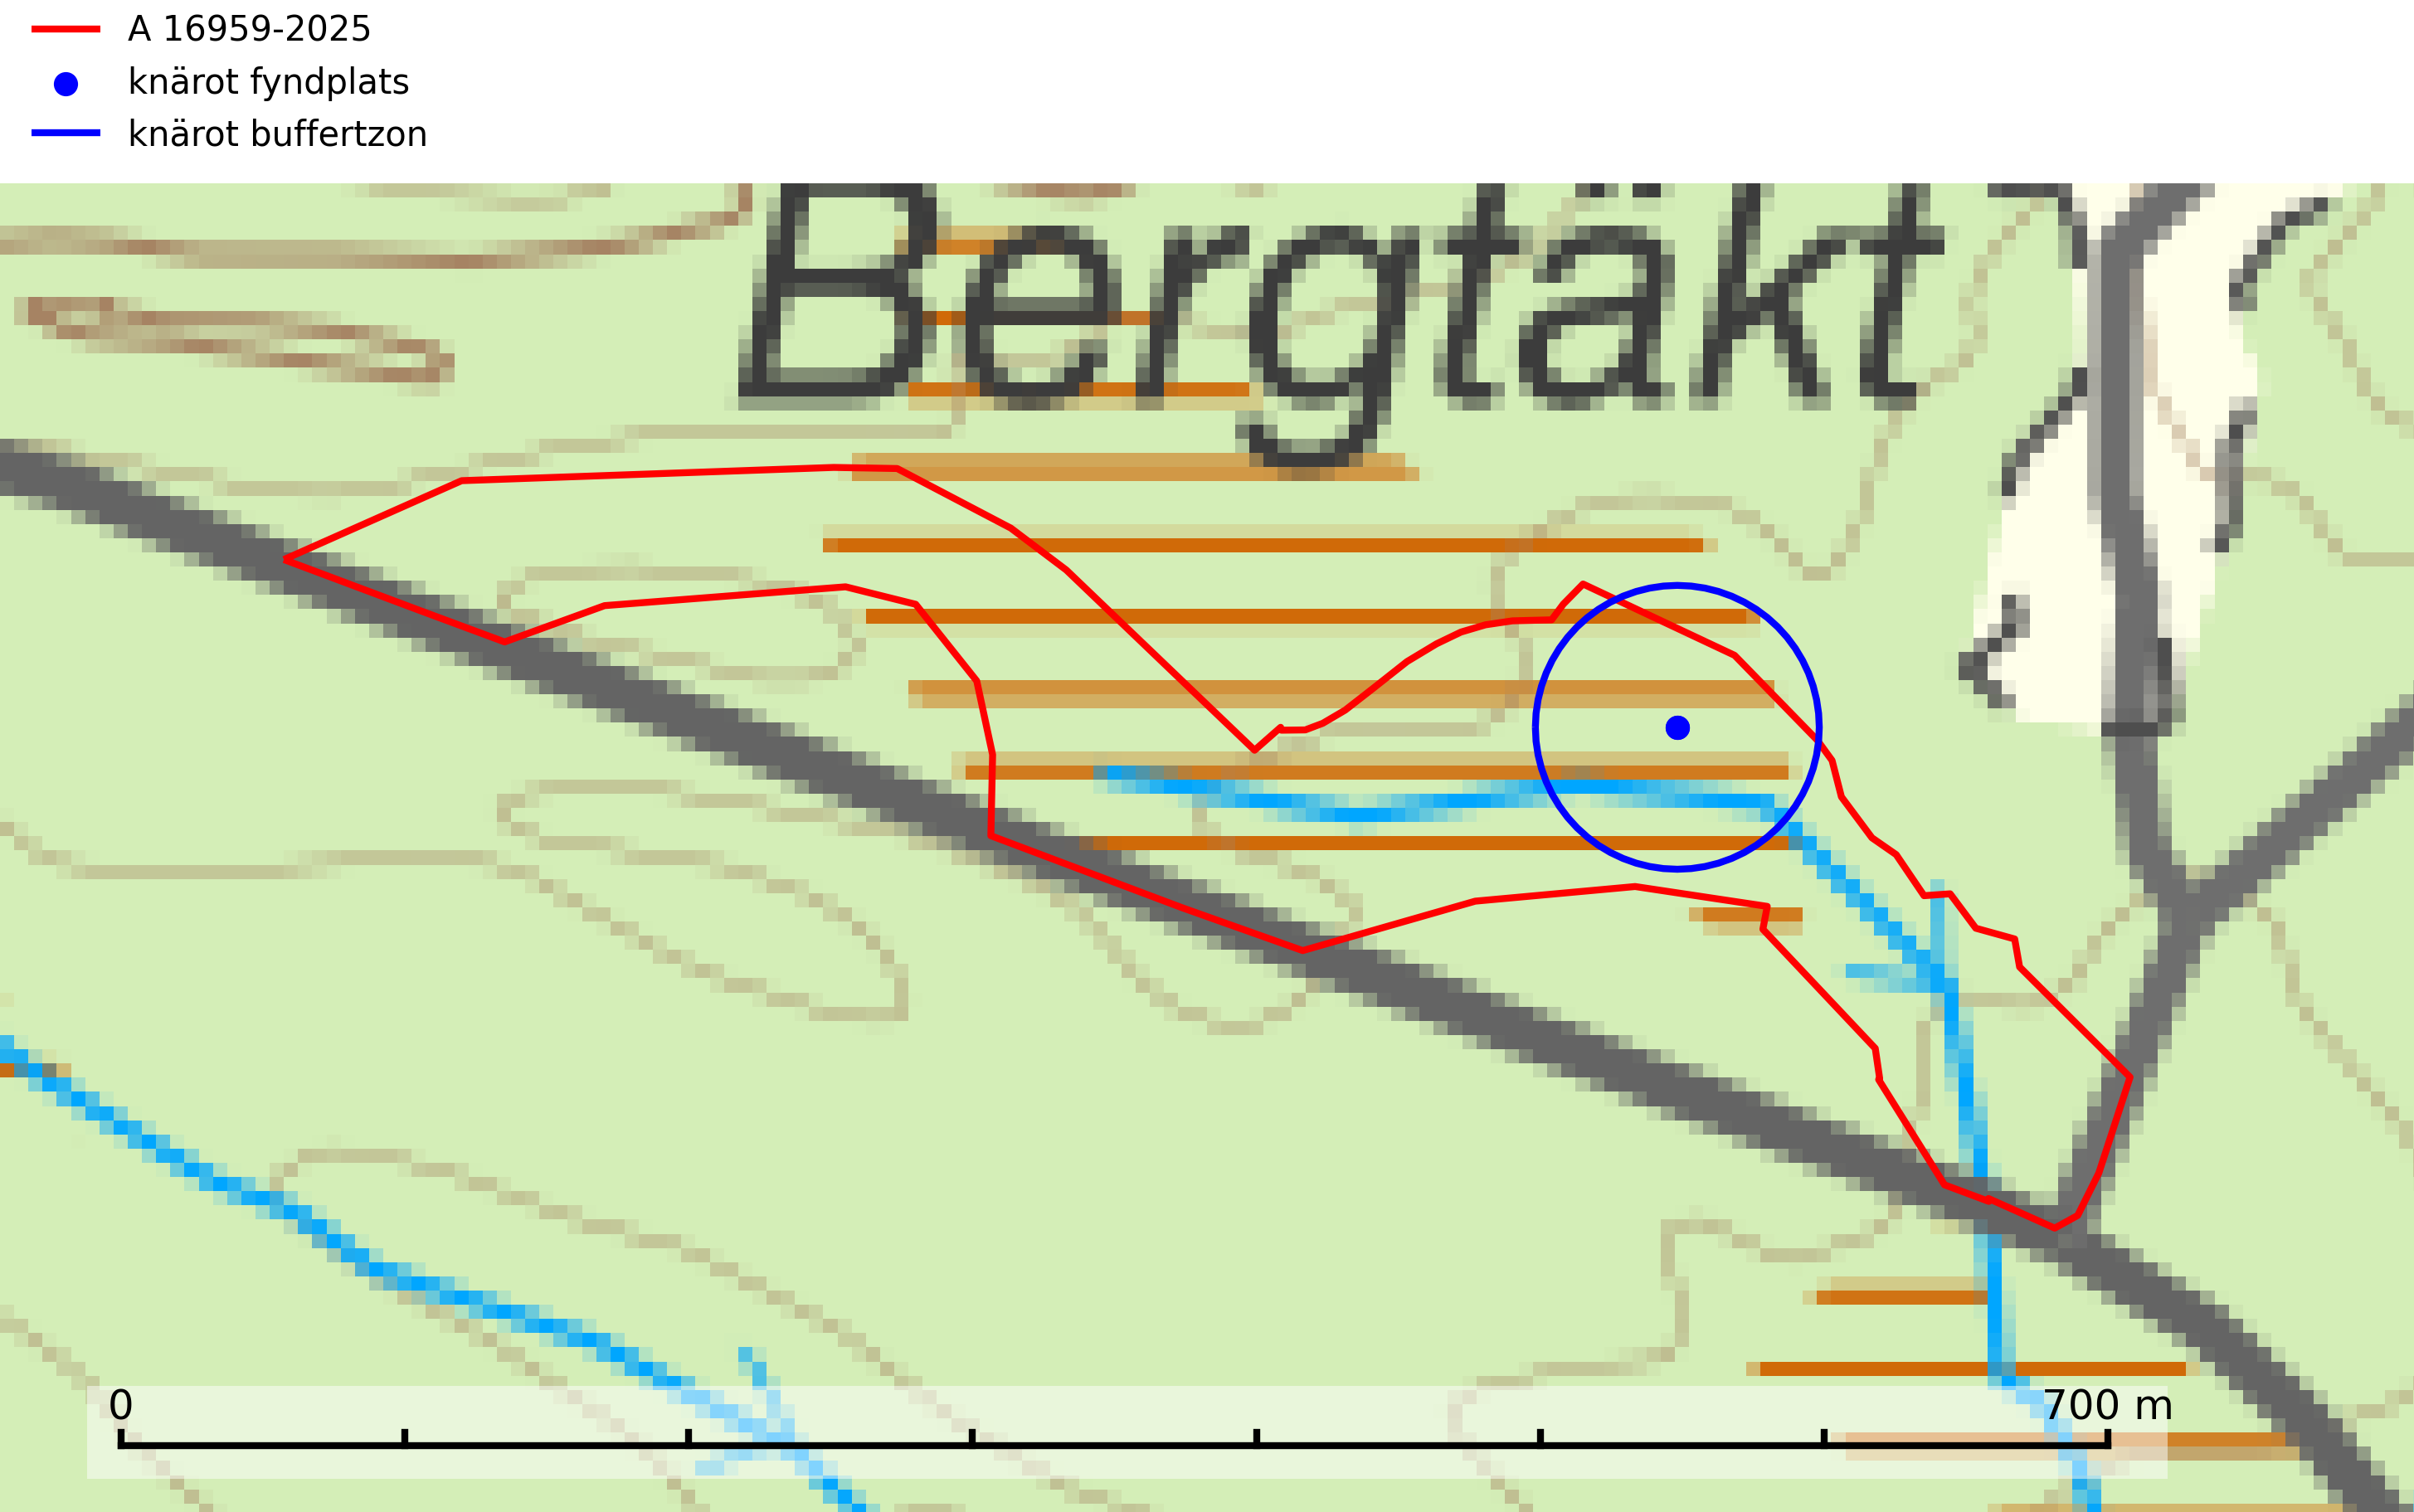 A 16959-2025
knärot fyndplats
knärot buffertzon
Bergtäkt
0
700 m